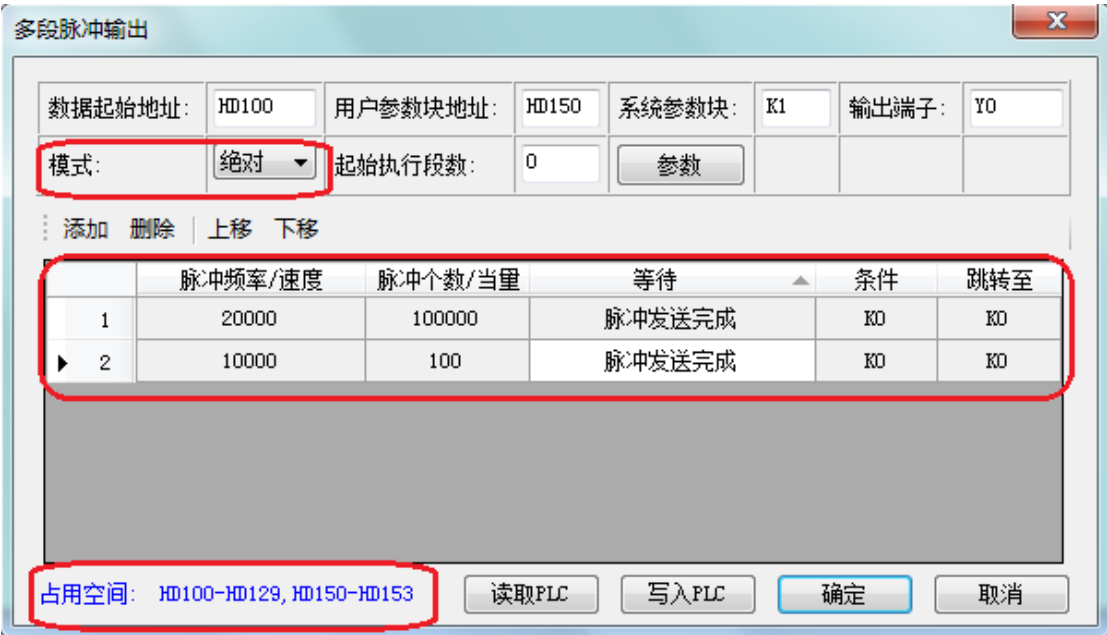 多段脉冲输出
数据起始地址: HD100 用户参数块地址: HD150 系统参数块: K1 输出端子: Y0
模式: 绝对 起始执行段数: 0 参数
添加 删除 上移 下移
脉冲频率/速度 脉冲个数/当量 等待 条件 跳转至
1 20000 100000 脉冲发送完成 K0 K0
2 10000 100 脉冲发送完成 K0 K0
占用空间: HD100-HD129,HD150-HD153 读取PLC 写入PLC 确定 取消